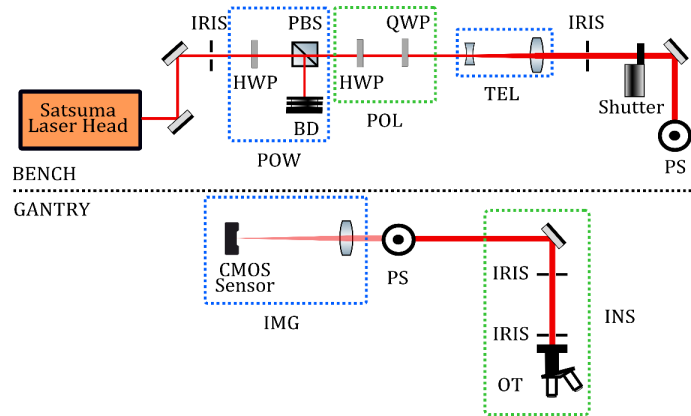 IRIS
PBS
QWP
IRIS
HWP
HWP
TEL
Satsuma
Laser Head
BD
POL
Shutter
POW
PS
BENCH
GANTRY
CMOS
Sensor
PS
IRIS
INS
IMG
IRIS
OT